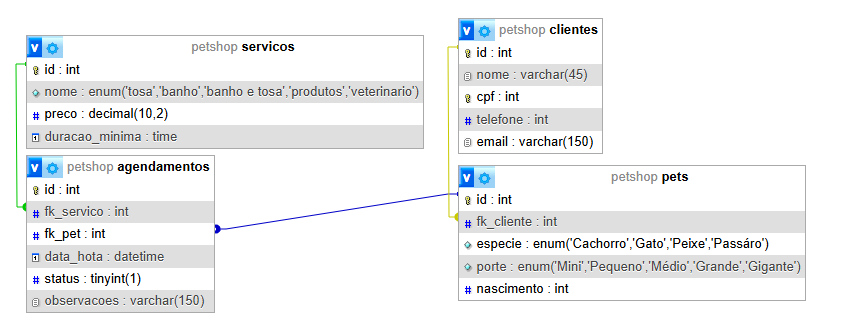 petshop servicos
id : int
nome : enum('tosa','banho','banho e tosa','produtos','veterinario')
preco : decimal(10,2)
duracao_minima : time
petshop agendamentos
id : int
fk_servico : int
fk_pet : int
data_hota : datetime
status : tinyint(1)
observacoes : varchar(150)
petshop clientes
id : int
nome : varchar(45)
cpf : int
telefone : int
email : varchar(150)
petshop pets
id : int
fk_cliente : int
especie : enum('Cachorro','Gato','Peixe','Passáro')
porte : enum('Mini','Pequeno','Médio','Grande','Gigante')
nascimento : int